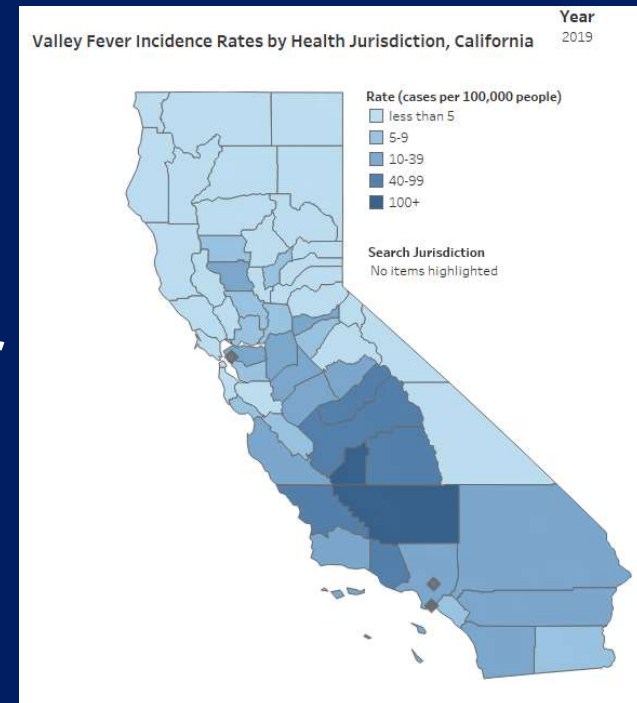 Year
Valley Fever Incidence Rates by Health Jurisdiction, California
2019
Rate (cases per 100,000 people)
less than 5
5-9
10-39
40-99
100+
Search Jurisdiction
No items highlighted